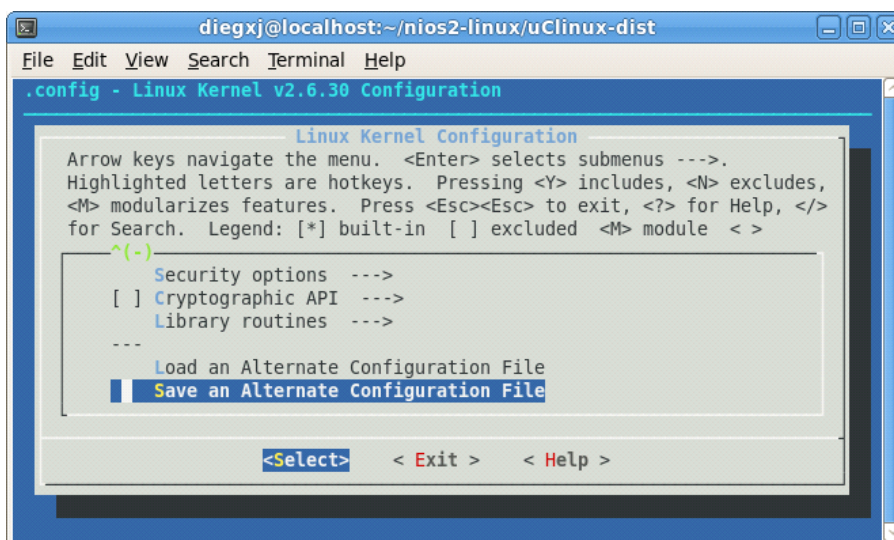 diegxj@localhost:~/nios2-linux/uClinux-dist
File Edit View Search Terminal Help
.config - Linux Kernel v2.6.30 Configuration
Linux Kernel Configuration
Arrow keys navigate the menu. <Enter> selects submenus --->.
Highlighted letters are hotkeys. Pressing <Y> includes, <N> excludes,
<M> modularizes features. Press <Esc><Esc> to exit, <?> for Help, </>
for Search. Legend: [*] built-in [ ] excluded <M> module < >
^(-)
Security options --->
[ ] Cryptographic API --->
Library routines --->
---
Load an Alternate Configuration File
Save an Alternate Configuration File
<Select> < Exit > < Help >